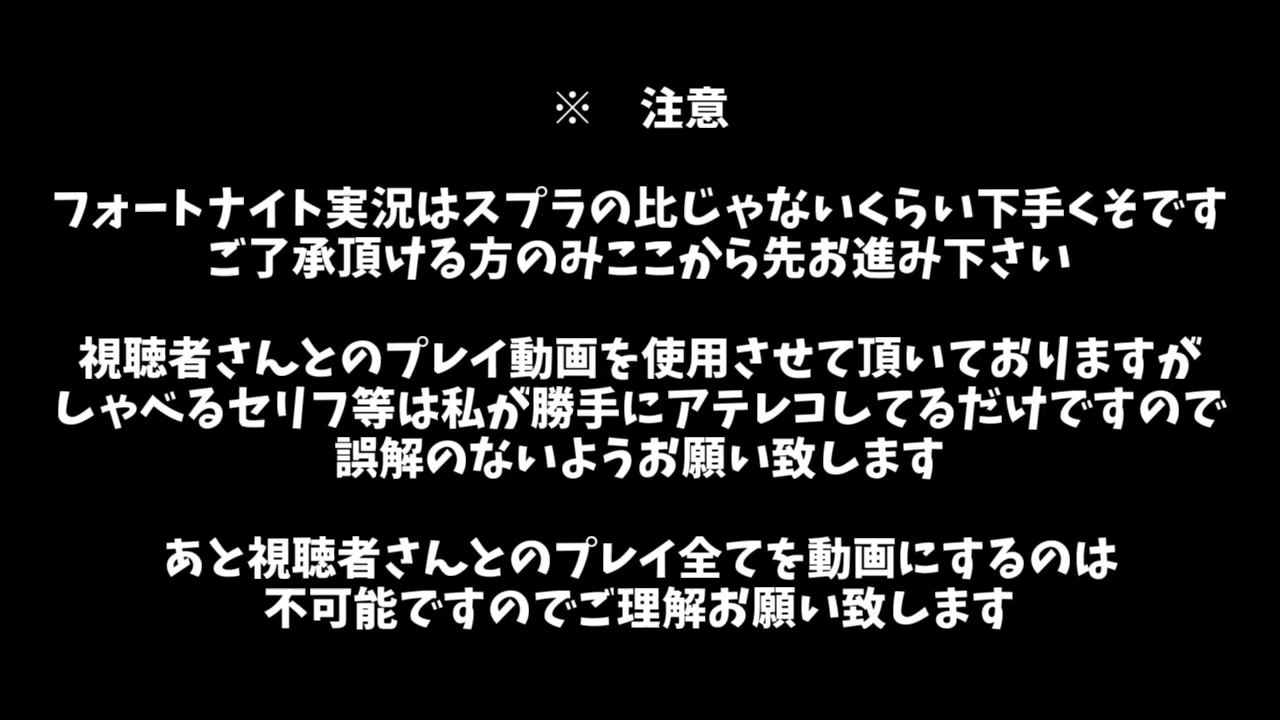 ※　注意
フォートナイト実況はスプラの比じゃないくらい下手くそです
ご了承頂ける方のみここから先お進み下さい
視聴者さんとのプレイ動画を使用させて頂いておりますが
しゃべるセリフ等は私が勝手にアテレコしてるだけですので
誤解のないようお願い致します
あと視聴者さんとのプレイ全てを動画にするのは
不可能ですのでご理解お願い致します